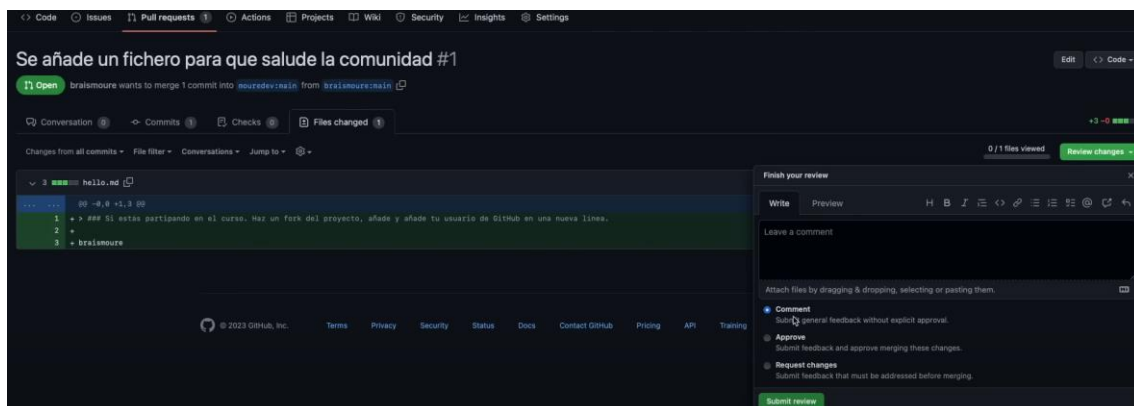 Code Issues Pull requests 1 Actions Projects Wiki Security Insights Settings
Se añade un fichero para que salude la comunidad #1
Edit Code
Open braismoure wants to merge 1 commit into mouredev:main from braismoure:main
Conversation 0 Commits 1 Checks 0 Files changed 1
+3 −0
Changes from all commits File filter Conversations Jump to
0 / 1 files viewed Review changes
3 hello.md
@@ -0,0 +1,3 @@
1 + > ### Si estas partipando en el curso. Haz un fork del proyecto, añade y añade tu usuario de GitHub en una nueva línea.
2 +
3 + braismoure
Finish your review
Write Preview
Leave a comment
Attach files by dragging & dropping, selecting or pasting them.
Comment
Submit general feedback without explicit approval.
Approve
Submit feedback and approve merging these changes.
Request changes
Submit feedback that must be addressed before merging.
Submit review
© 2023 GitHub, Inc. Terms Privacy Security Status Docs Contact GitHub Pricing API Training